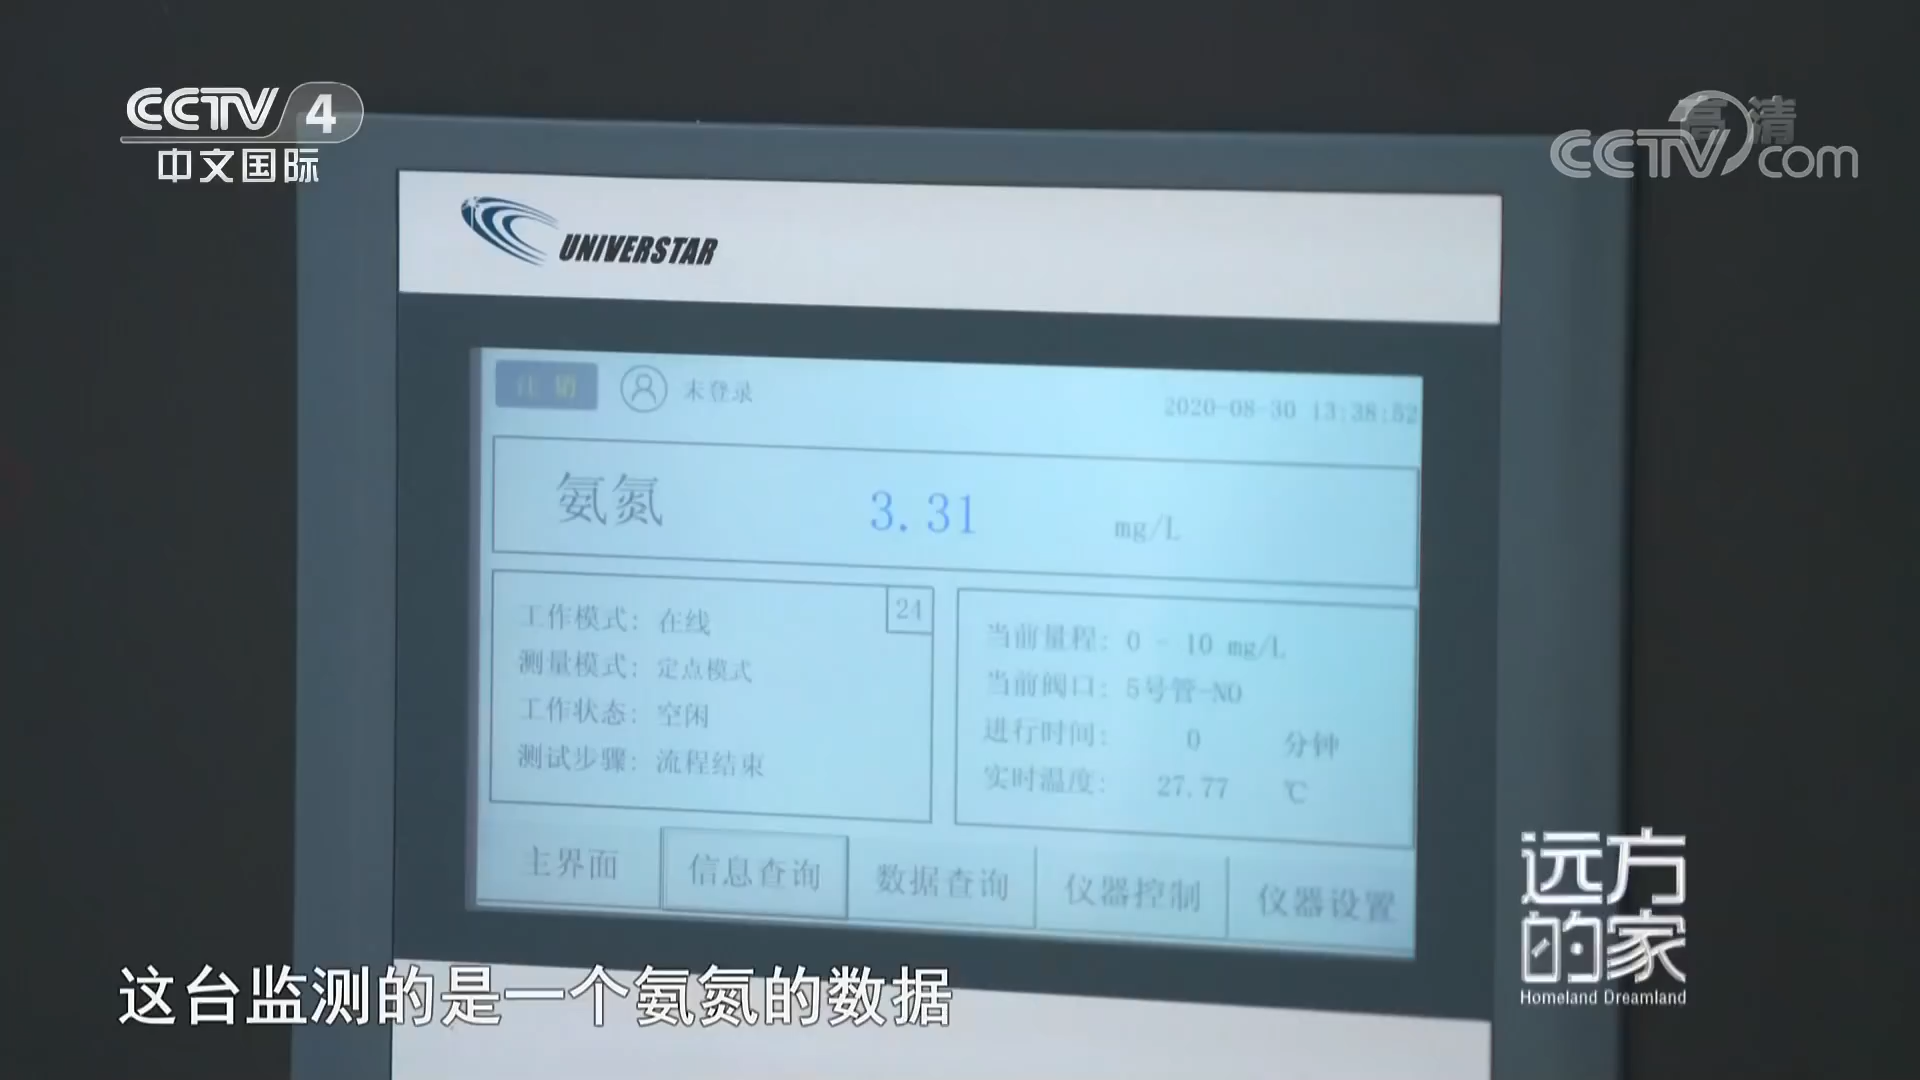 CCTV 4
中文国际
高清
CCTV com
UNIVERSTAR
注 销
未登录
2020-08-30 13:38:52
氨氮 3.31 mg/L
24
工作模式: 在线
测量模式: 定点模式
工作状态: 空闲
测试步骤: 流程结束
当前量程: 0 - 10 mg/L
当前阀口: 5号管-NO
进行时间: 0 分钟
实时温度: 27.77 ℃
主界面 信息查询 数据查询 仪器控制 仪器设置
远方
的家
Homeland Dreamland
这台监测的是一个氨氮的数据